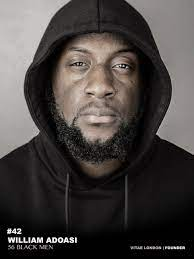 #42
WILLIAM ADOASI
56 BLACK MEN
VITAE LONDON | FOUNDER